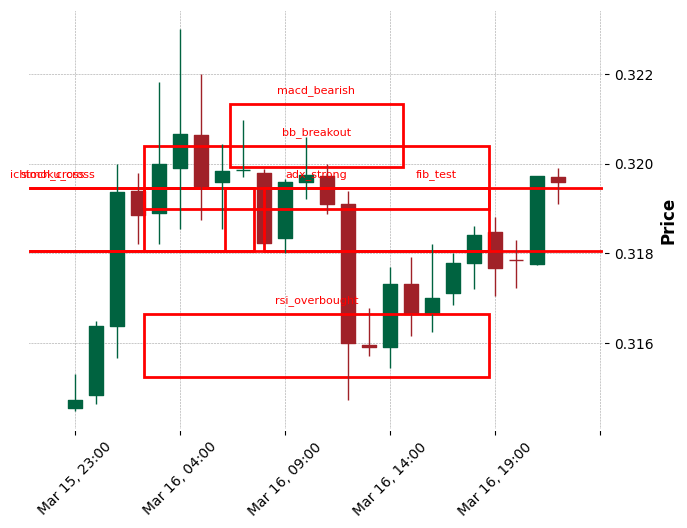 macd_bearish
bb_breakout
adx_strong
fib_test
rsi_overbought
0.322
0.320
0.318
0.316
Price
Mar 15, 23:00
Mar 16, 04:00
Mar 16, 09:00
Mar 16, 14:00
Mar 16, 19:00